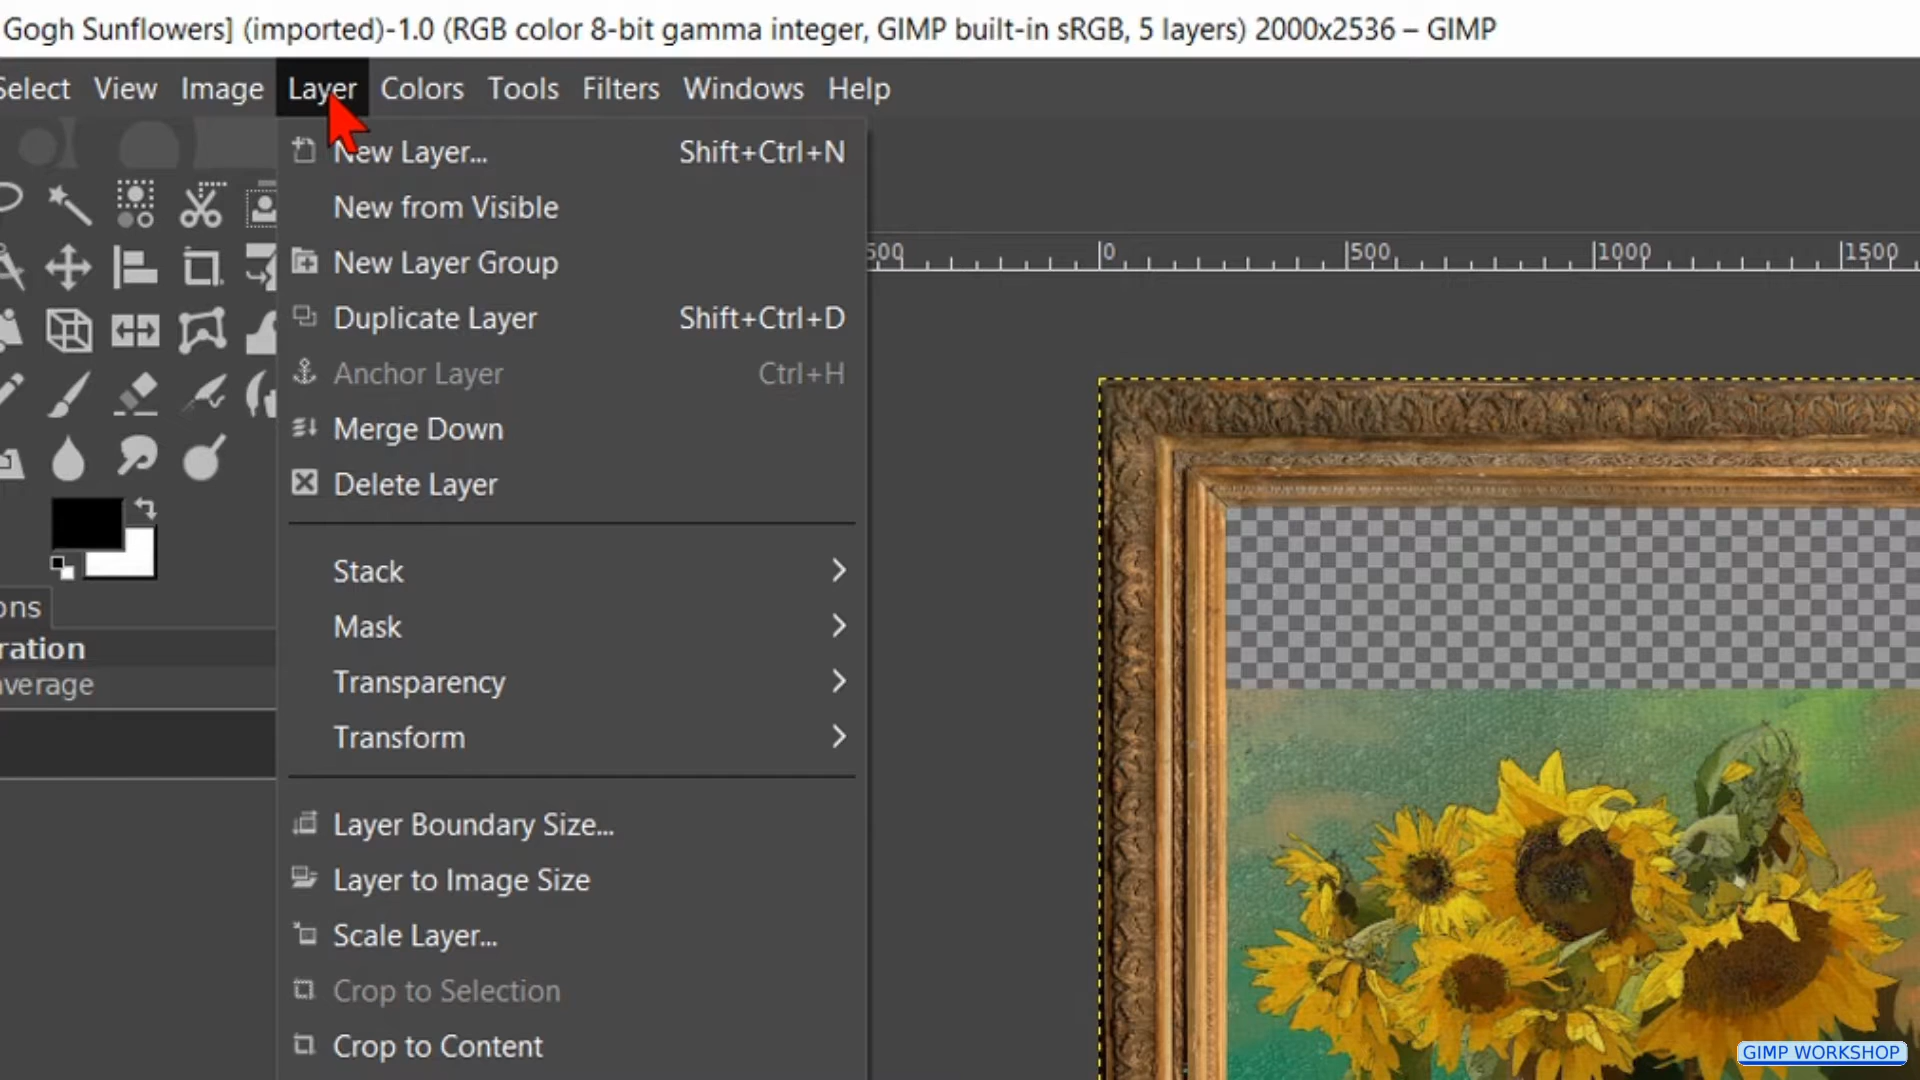 Gogh Sunflowers] (imported)-1.0 (RGB color 8-bit gamma integer, GIMP built-in sRGB, 5 layers) 2000x2536 – GIMP
Select View Image Layer Colors Tools Filters Windows Help
New Layer... Shift+Ctrl+N
New from Visible
New Layer Group
500 0 500 1000 1500
Duplicate Layer Shift+Ctrl+D
Anchor Layer Ctrl+H
Merge Down
Delete Layer
Stack
ons
Mask
ration
Transparency
average
Transform
Layer Boundary Size...
Layer to Image Size
Scale Layer...
Crop to Selection
Crop to Content
GIMP WORKSHOP